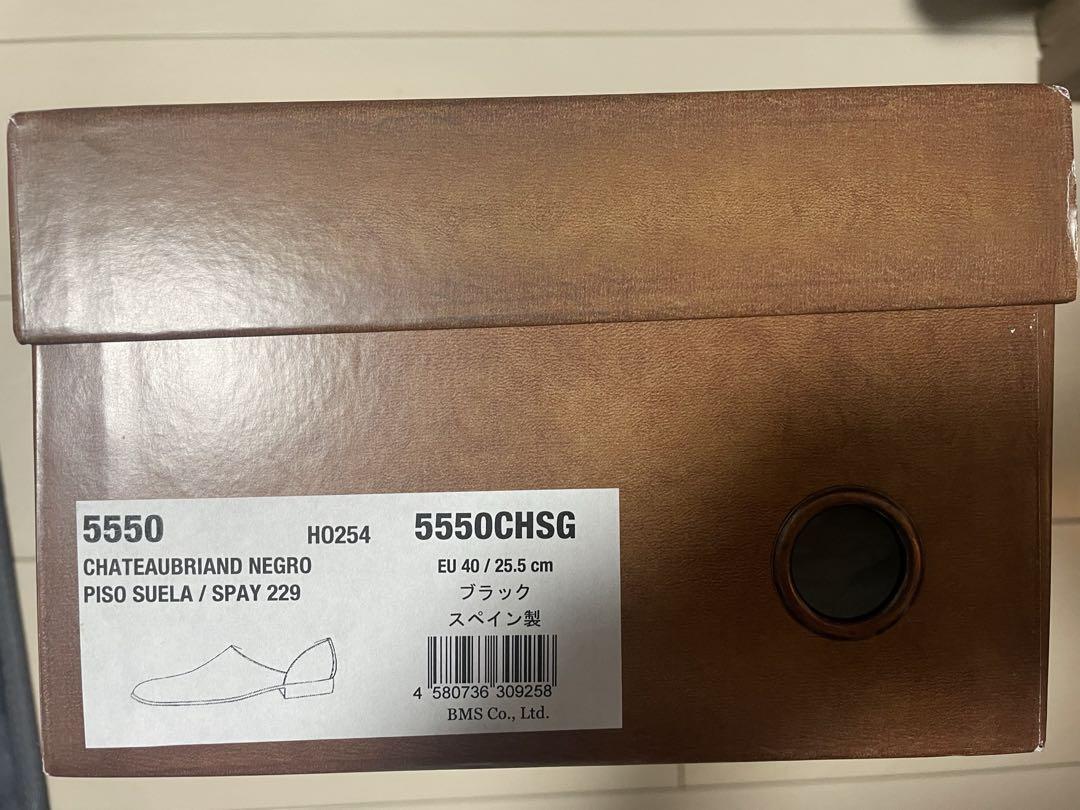 5550
HO254
CHATEAUBRIAND NEGRO
PISO SUELA / SPAY 229
5550CHSG
EU 40 / 25.5 cm
ブラック
スペイン製
4 580736 309258
BMS Co., Ltd.